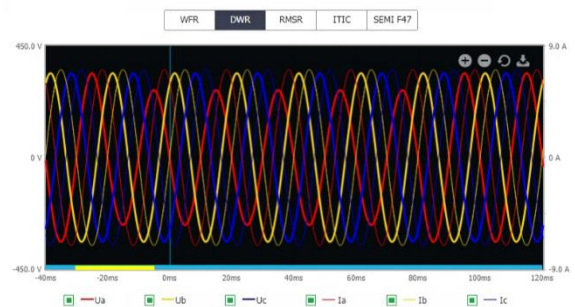 WFR DWR RMSR ITIC SEMI F47
450.0 V 9.0 A
0 V 0 A
-450.0 V -9.0 A
-40ms -20ms 0ms 20ms 40ms 60ms 80ms 100ms 120ms
Ua Ub Uc Ia Ib Ic